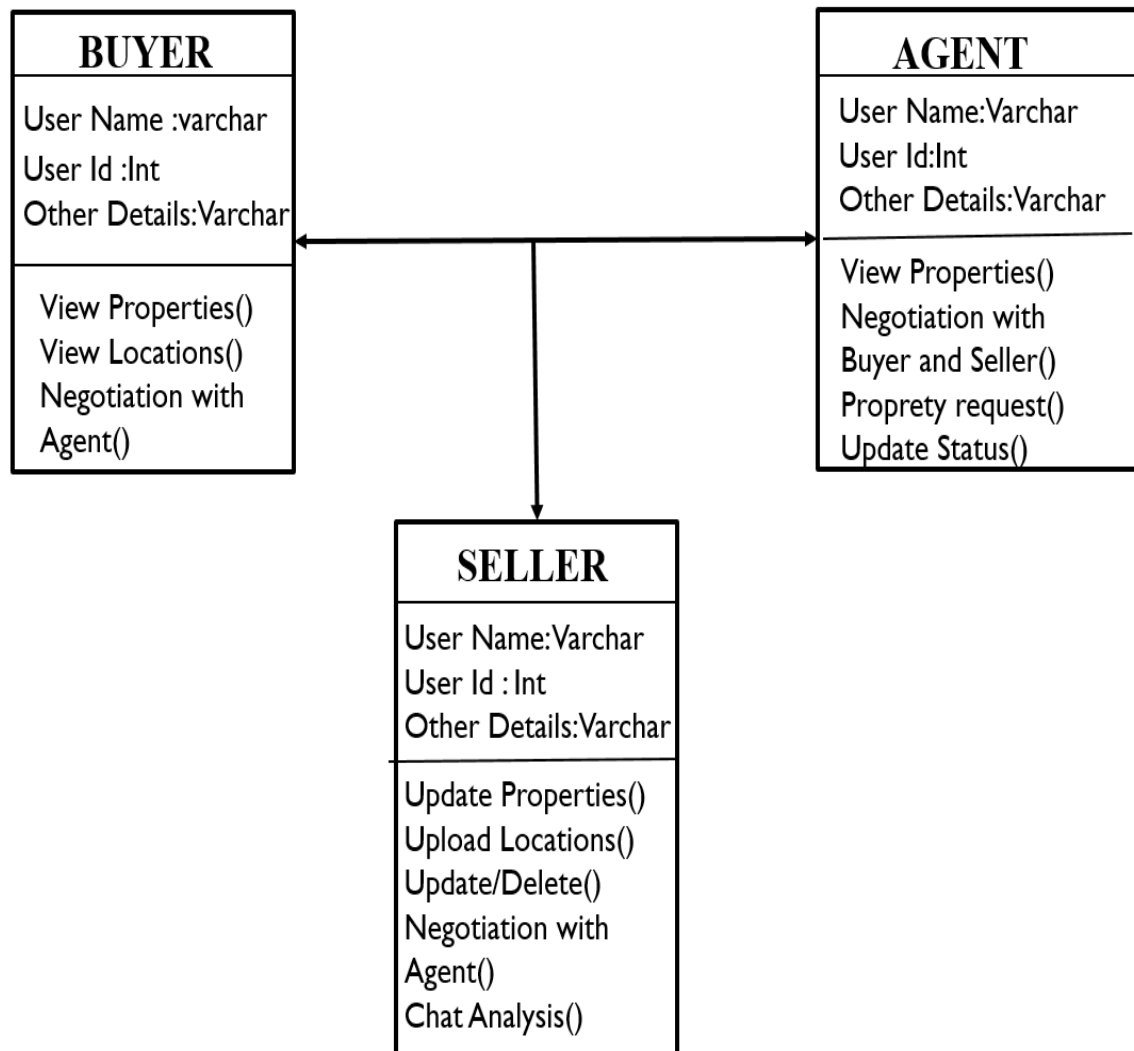 BUYER
User Name :varchar
User Id :Int
Other Details:Varchar
View Properties()
View Locations()
Negotiation with
Agent()
AGENT
User Name:Varchar
User Id:Int
Other Details:Varchar
View Properties()
Negotiation with
Buyer and Seller()
Proprety request()
Update Status()
SELLER
User Name:Varchar
User Id : Int
Other Details:Varchar
Update Properties()
Upload Locations()
Update/Delete()
Negotiation with
Agent()
Chat Analysis()